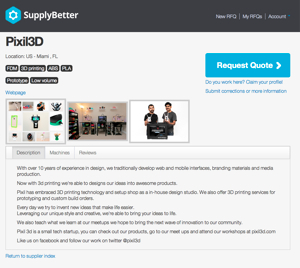 SupplyBetter
New RFQ | My RFQs | Account
Pixil3D
Location: US - Miami , FL
FDM 3D printing ABS PLA
Prototype Low volume
Request Quote ❯
Do you work here? Claim your profile!
Submit corrections or more information
Webpage
Description Machines Reviews
With over 10 years of experience in design, we traditionally develop web and mobile interfaces, branding materials and media
production.
Now with 3d printing we're able to designs our ideas into awesome products.
Pixil has embraced 3D printing technology and setup shop as a in-house design studio. We also offer 3D printing services for
prototyping and custom build orders.
Every day we try to invent new ideas that make life easier.
Leveraging our unique style and creative, we're able to bring your ideas to life.
We also teach what we learn at our meetups we hope to bring the next wave of innovation to our community.
Pixil 3d is a small tech startup, you can check out our products, go to our meet ups and attend our workshops at pixil3d.com
Like us on facebook and follow our work on twitter @pixil3d
Return to supplier index